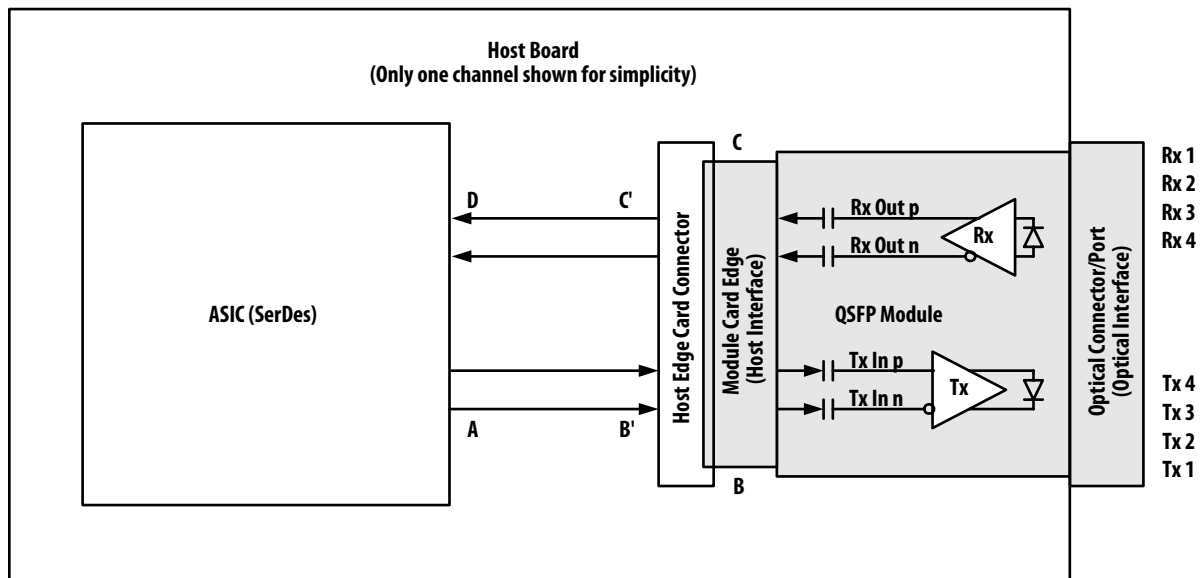 Host Board
(Only one channel shown for simplicity)
ASIC (SerDes)
D
C'
A
B'
Host Edge Card Connector
C
B
Module Card Edge
(Host Interface)
Rx Out p
Rx Out n
Rx
QSFP Module
Tx In p
Tx In n
Tx
Optical Connector/Port
(Optical Interface)
Rx 1
Rx 2
Rx 3
Rx 4
Tx 4
Tx 3
Tx 2
Tx 1